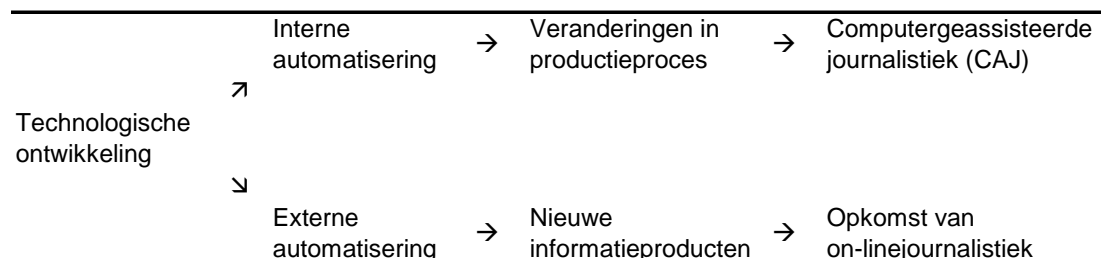 Interne → Veranderingen in → Computergeassisteerde
automatisering productieproces journalistiek (CAJ)
↗
Technologische
ontwikkeling
↘
Externe → Nieuwe → Opkomst van
automatisering informatieproducten on-linejournalistiek